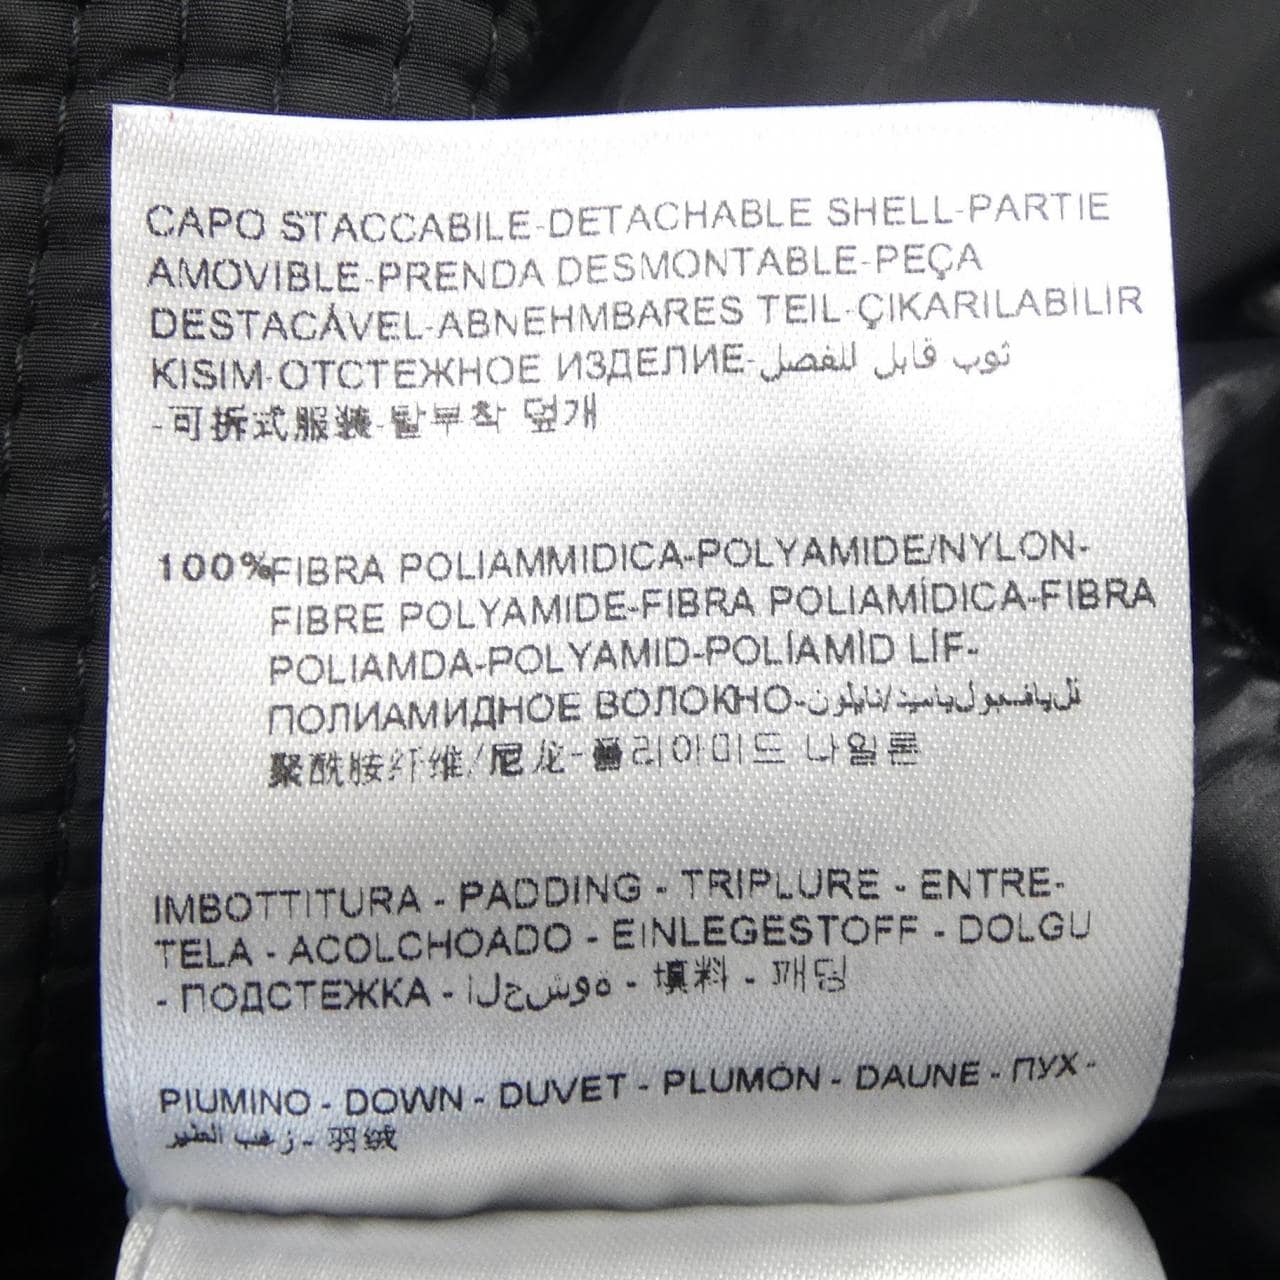 CAPO STACCABILE-DETACHABLE SHELL-PARTIE
AMOVIBLE-PRENDA DESMONTABLE-PEÇA
DESTACÁVEL-ABNEHMBARES TEIL-ÇIKARILABİLİR
KISIM-ОТСТЕЖНОЕ ИЗДЕЛИЕ-ثوب قابل للفصل
-可拆式服装-탈부착 덮개
100%FIBRA POLIAMMIDICA-POLYAMIDE/NYLON-
FIBRE POLYAMIDE-FIBRA POLIAMÍDICA-FIBRA
POLIAMDA-POLYAMID-POLİAMİD LİF-
ПОЛИАМИДНОЕ ВОЛОКНО-
聚酰胺纤维/尼龙-폴리아미드 나일론
IMBOTTITURA - PADDING - TRIPLURE - ENTRE-
TELA - ACOLCHOADO - EINLEGESTOFF - DOLGU
- ПОДСТЕЖКА - الحشوة - 填料 - 패딩
PIUMINO - DOWN - DUVET - PLUMÓN - DAUNE - ПУХ -
زغب الطير - 羽绒